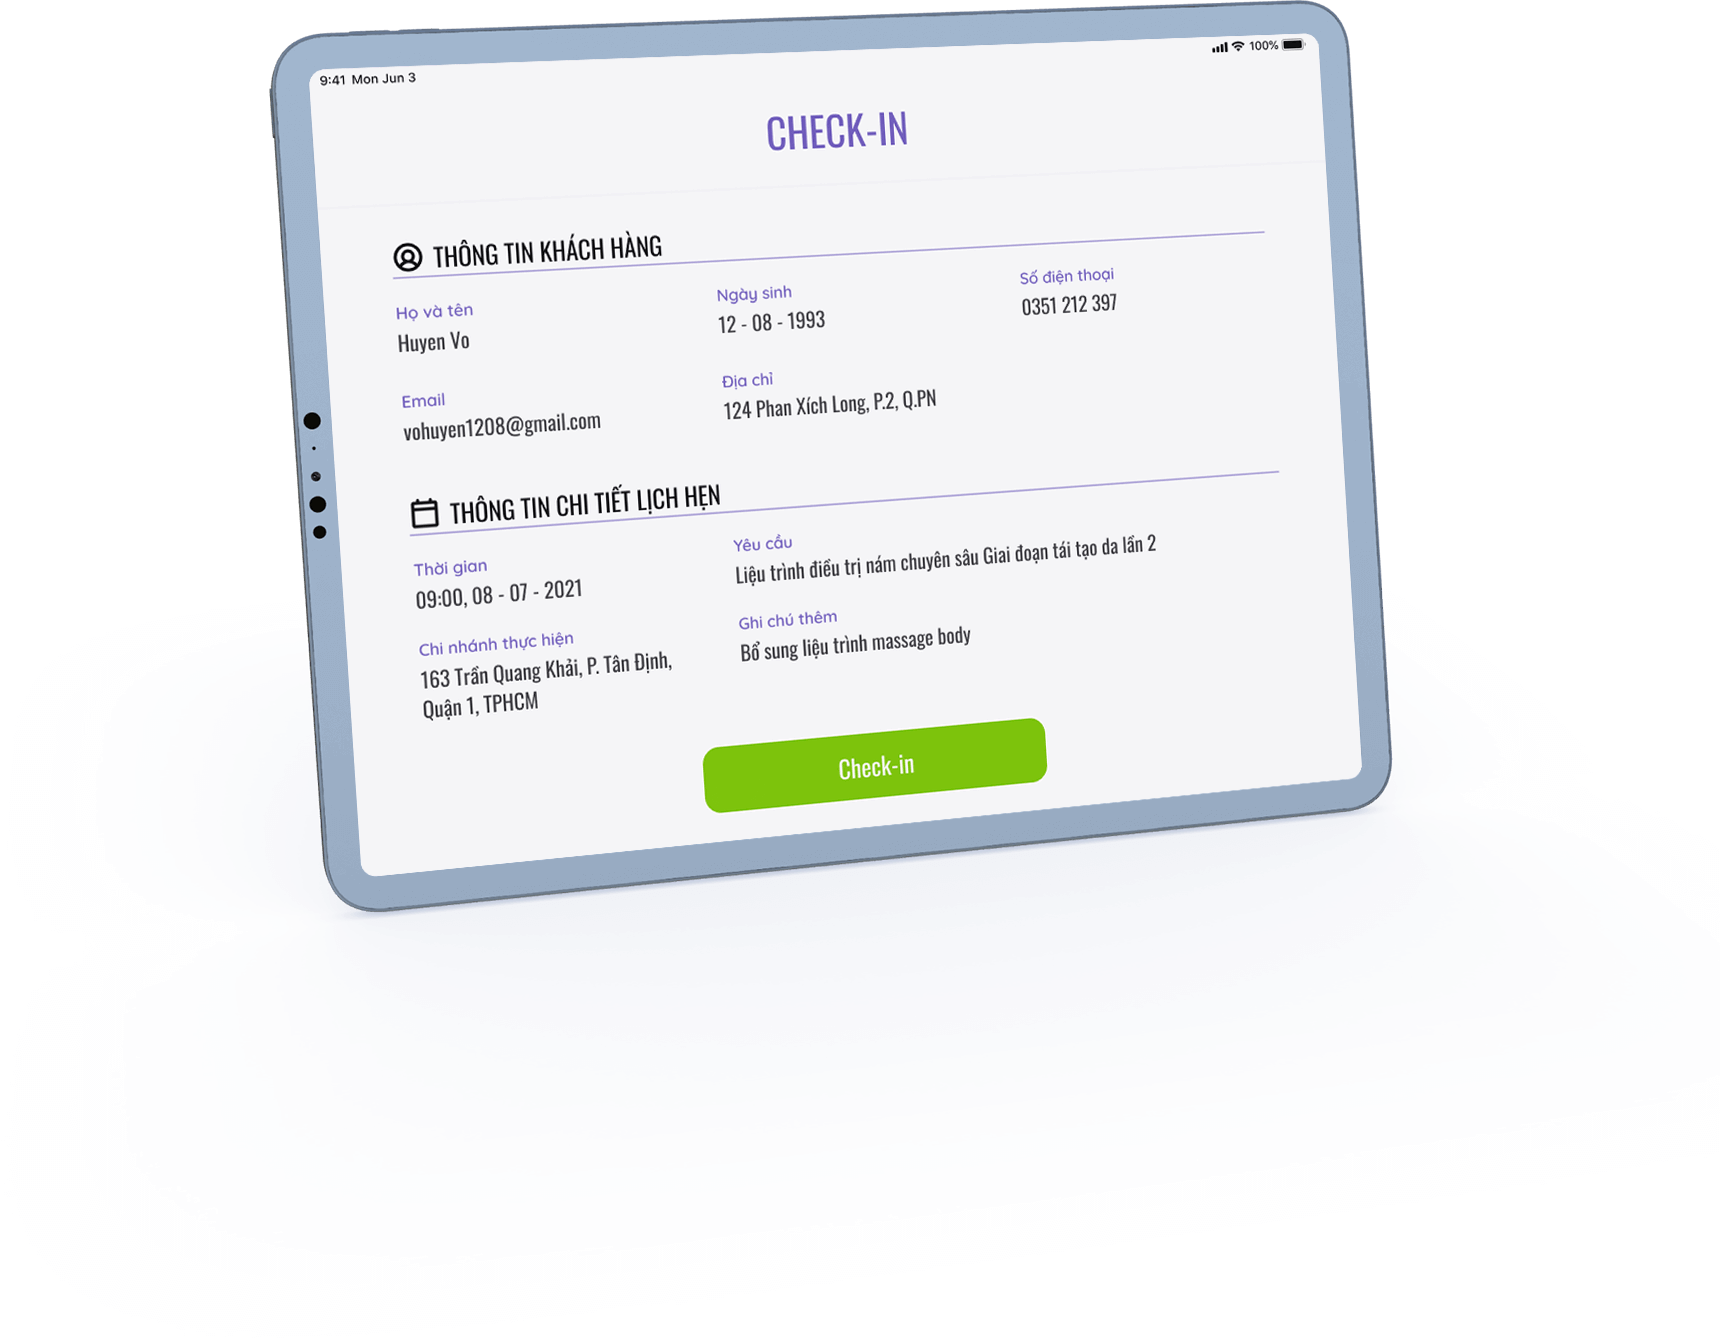 9:41 Mon Jun 3
100%
CHECK-IN
THÔNG TIN KHÁCH HÀNG
Họ và tên
Huyen Vo
Ngày sinh
12 - 08 - 1993
Số điện thoại
0351 212 397
Email
vohuyen1208@gmail.com
Địa chỉ
124 Phan Xích Long, P.2, Q.PN
THÔNG TIN CHI TIẾT LỊCH HẸN
Thời gian
09:00, 08 - 07 - 2021
Yêu cầu
Liệu trình điều trị nám chuyên sâu Giai đoạn tái tạo da lần 2
Chi nhánh thực hiện
163 Trần Quang Khải, P. Tân Định,
Quận 1, TPHCM
Ghi chú thêm
Bổ sung liệu trình massage body
Check-in